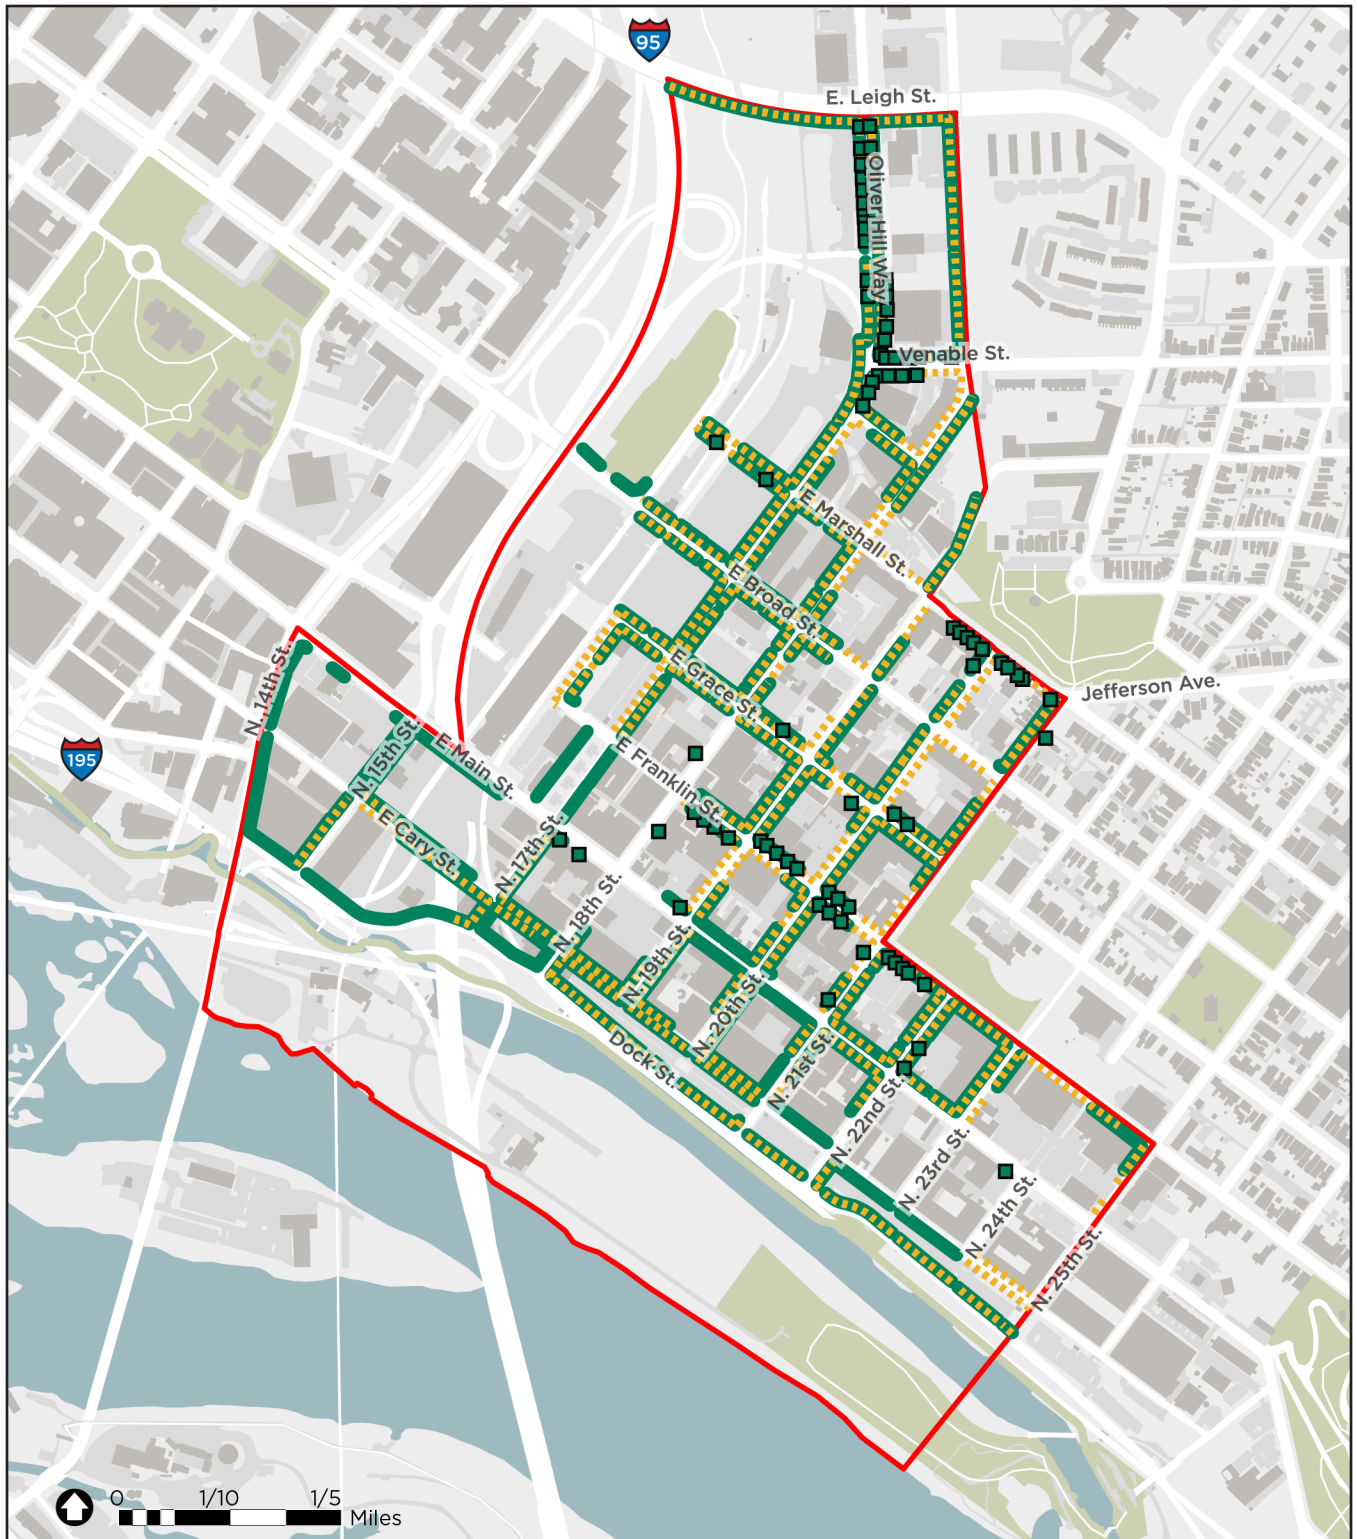 95
E. Leigh St.
Oliver Hill Way
Venable St.
E Marshall St.
E Broad St.
E Grace St.
Jefferson Ave.
N. 14th St.
N. 15th St.
E Main St.
E Franklin St.
195
E Cary St.
N. 17th St.
N. 18th St.
N. 19th St.
N. 20th St.
Dock St.
N. 21st St.
N. 22nd St.
N. 23rd St.
N. 24th St.
N. 25th St.
0 1/10 1/5
Miles